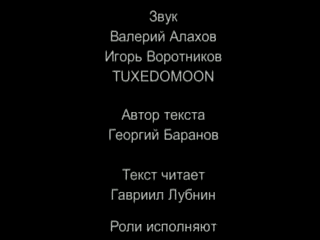 Звук
Валерий Алахов
Игорь Воротников
TUXEDOMOON
Автор текста
Георгий Баранов
Текст читает
Гавриил Лубнин
Роли исполняют